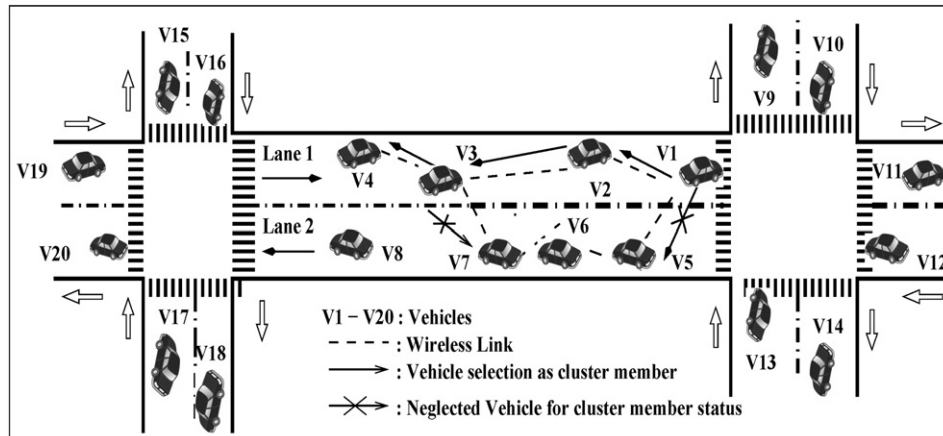 V15
V16
V10
V9
V19
Lane 1
V4
V3
V1
V11
V2
V20
Lane 2
V8
V7
V6
V5
V12
V17
V18
V1 – V20 : Vehicles
: Wireless Link
: Vehicle selection as cluster member
: Neglected Vehicle for cluster member status
V13
V14